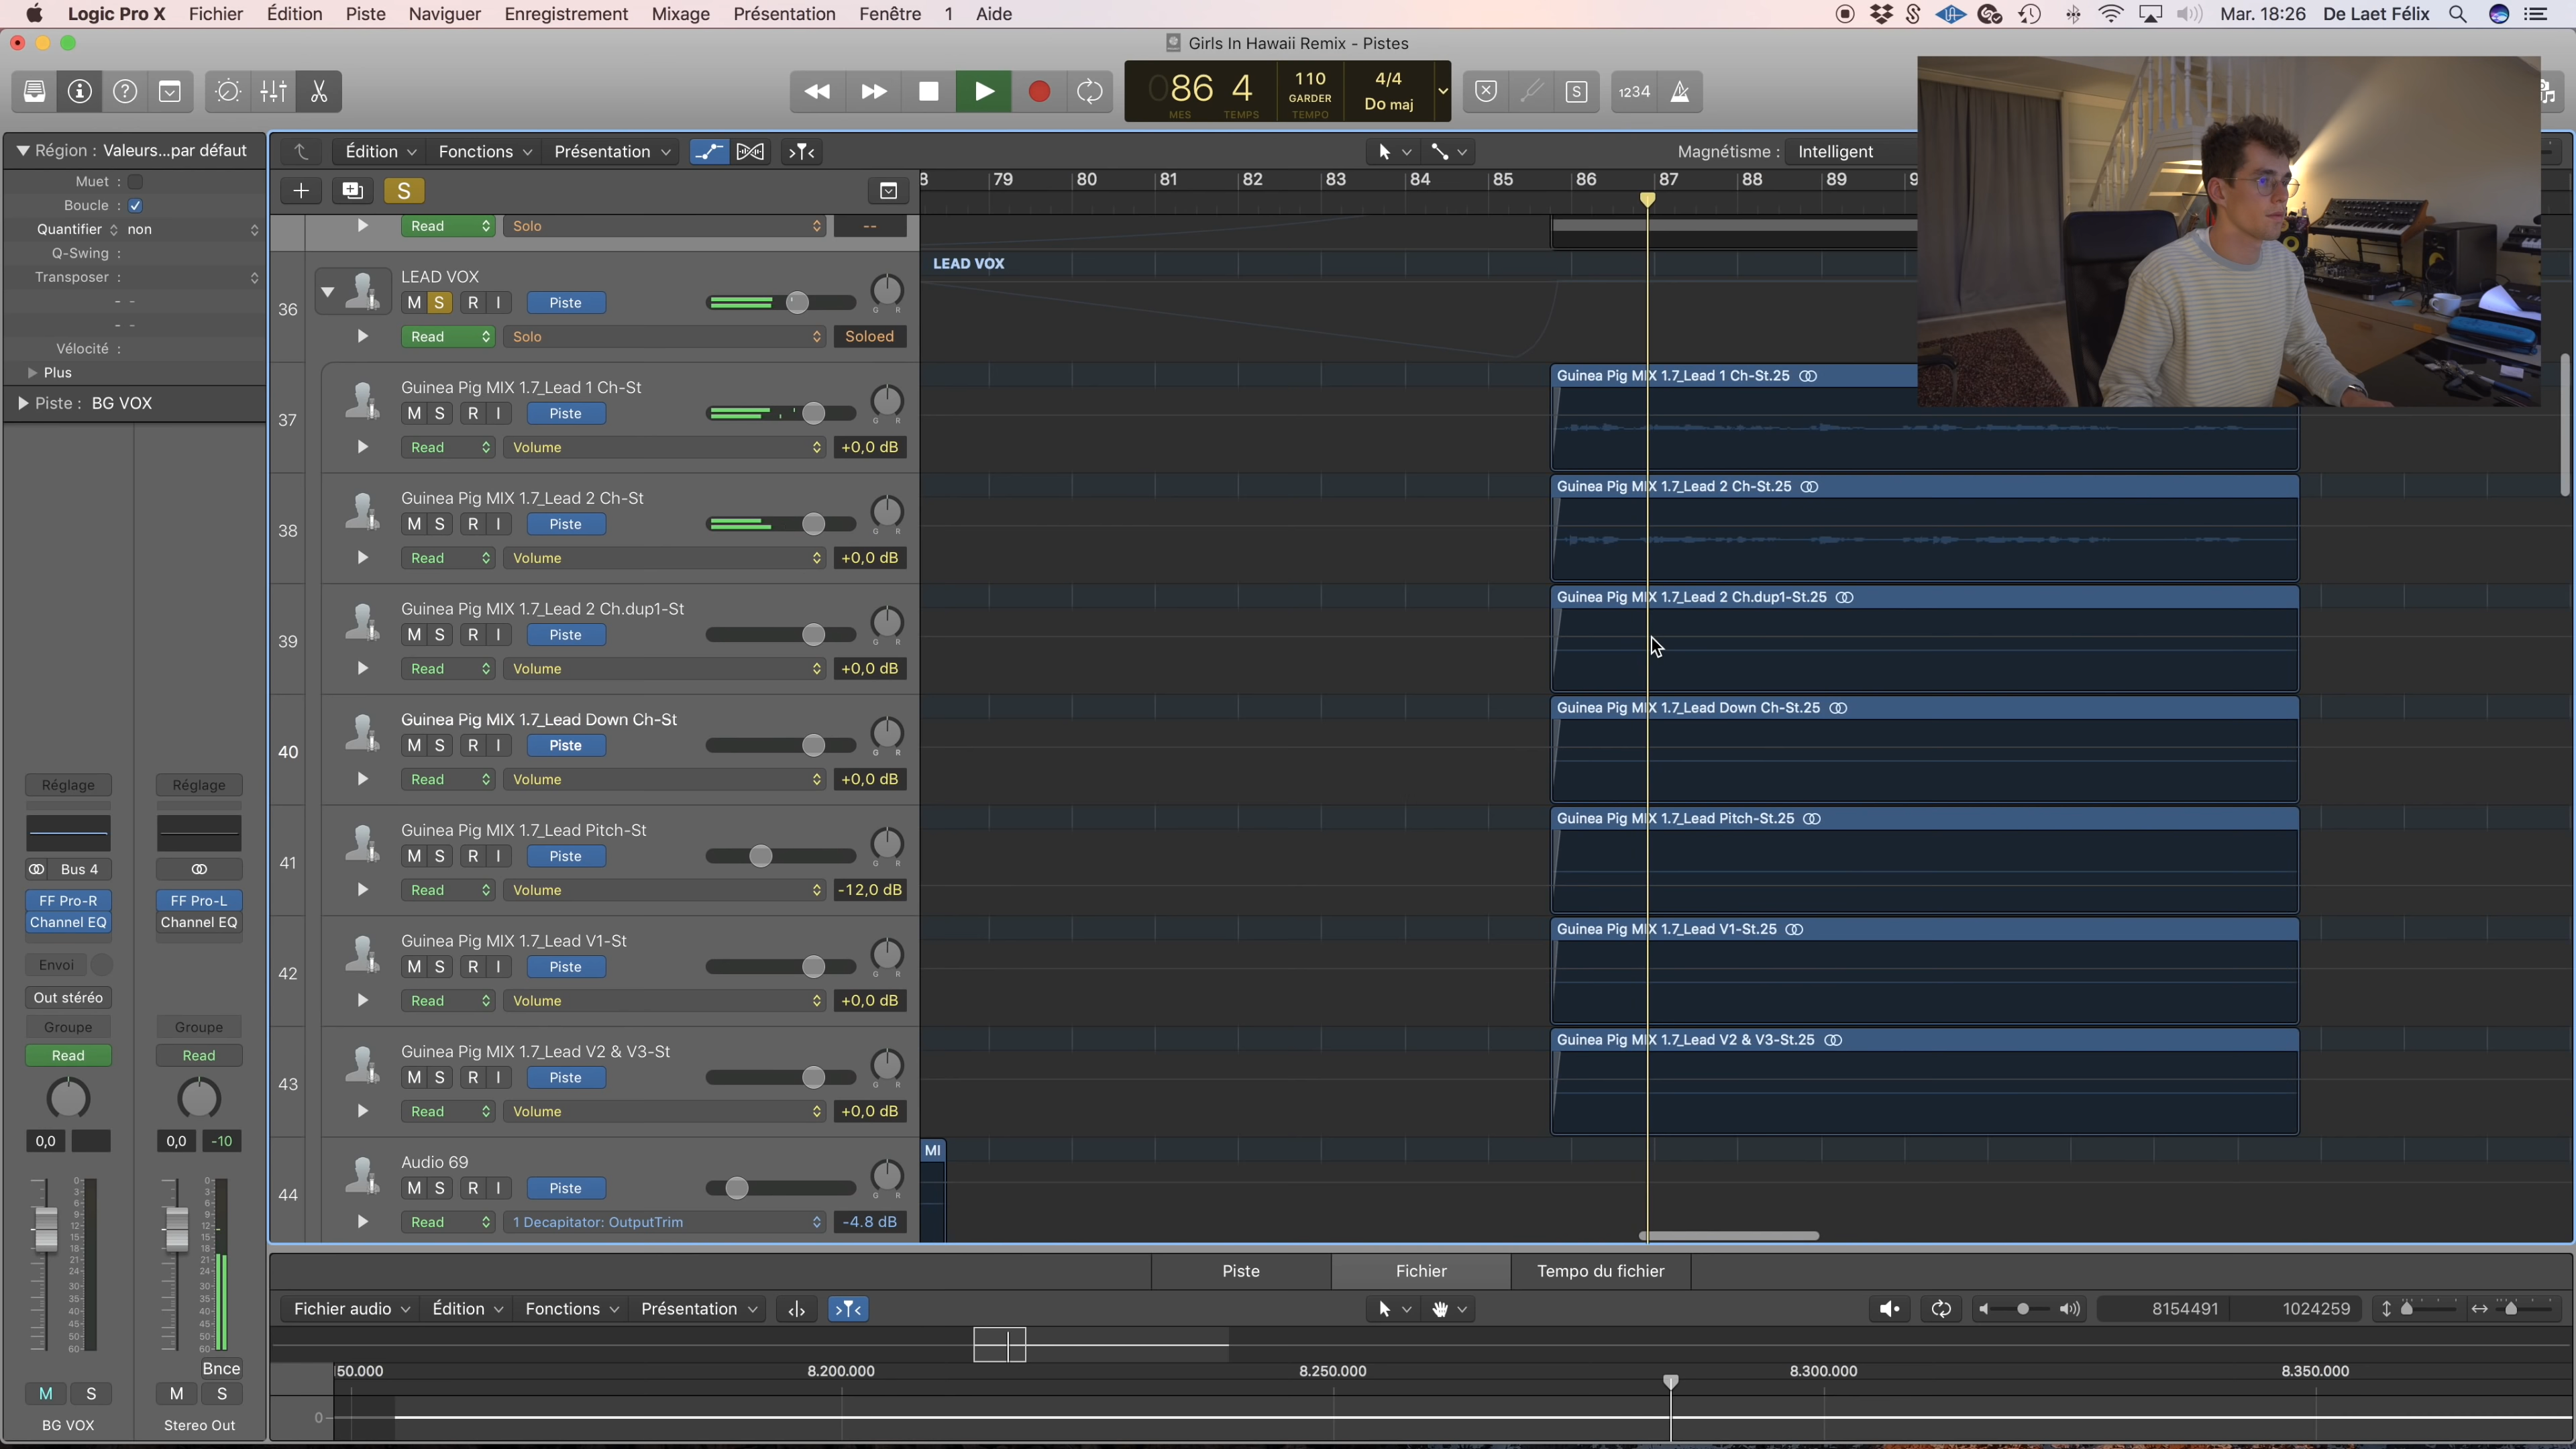 Logic Pro X Fichier Édition Piste Naviguer Enregistrement Mixage Présentation Fenêtre 1 Aide Mar. 18:26 De Laet Félix
Girls In Hawaii Remix - Pistes
86 4 110 GARDER 4/4 Do maj
MES TEMPS TEMPO
S 1234
Région : Valeurs...par défaut
Muet :
Boucle :
Quantifier non
Q-Swing :
Transposer :
- -
- -
Vélocité :
Plus
Piste : BG VOX
Édition Fonctions Présentation Magnétisme : Intelligent
S
79 80 81 82 83 84 85 86 87 88 89
Read Solo --
36 LEAD VOX
M S R I Piste
Read Solo Soloed
LEAD VOX
37 Guinea Pig MIX 1.7_Lead 1 Ch-St
M S R I Piste
Read Volume +0,0 dB
Guinea Pig MIX 1.7_Lead 1 Ch-St.25
38 Guinea Pig MIX 1.7_Lead 2 Ch-St
M S R I Piste
Read Volume +0,0 dB
Guinea Pig MIX 1.7_Lead 2 Ch-St.25
39 Guinea Pig MIX 1.7_Lead 2 Ch.dup1-St
M S R I Piste
Read Volume +0,0 dB
Guinea Pig MIX 1.7_Lead 2 Ch.dup1-St.25
40 Guinea Pig MIX 1.7_Lead Down Ch-St
M S R I Piste
Read Volume +0,0 dB
Guinea Pig MIX 1.7_Lead Down Ch-St.25
41 Guinea Pig MIX 1.7_Lead Pitch-St
M S R I Piste
Read Volume -12,0 dB
Guinea Pig MIX 1.7_Lead Pitch-St.25
42 Guinea Pig MIX 1.7_Lead V1-St
M S R I Piste
Read Volume +0,0 dB
Guinea Pig MIX 1.7_Lead V1-St.25
43 Guinea Pig MIX 1.7_Lead V2 & V3-St
M S R I Piste
Read Volume +0,0 dB
Guinea Pig MIX 1.7_Lead V2 & V3-St.25
44 Audio 69
M S R I Piste
Read 1 Decapitator: OutputTrim -4.8 dB
MI
Réglage Réglage
Bus 4
FF Pro-R FF Pro-L
Channel EQ Channel EQ
Envoi
Out stéréo
Groupe Groupe
Read Read
0,0 0,0 -10
Bnce
M S M S
BG VOX Stereo Out
Piste Fichier Tempo du fichier
Fichier audio Édition Fonctions Présentation 8154491 1024259
50.000 8.200.000 8.250.000 8.300.000 8.350.000
0